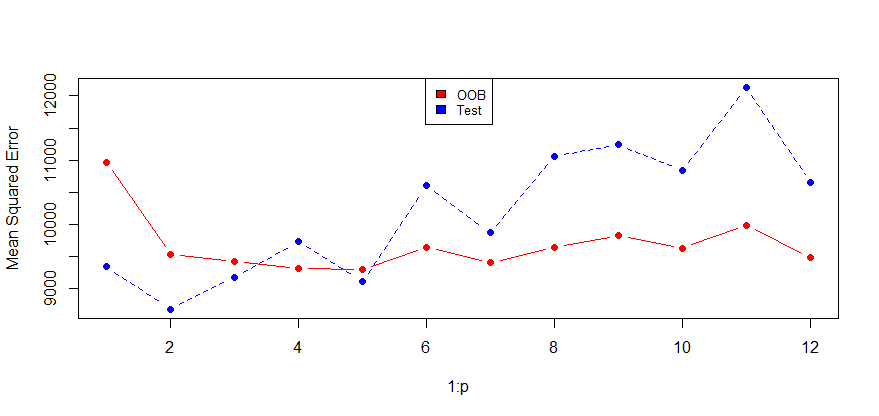 OOB
Test
Mean Squared Error
12000
11000
10000
9000
2 4 6 8 10 12
1:p